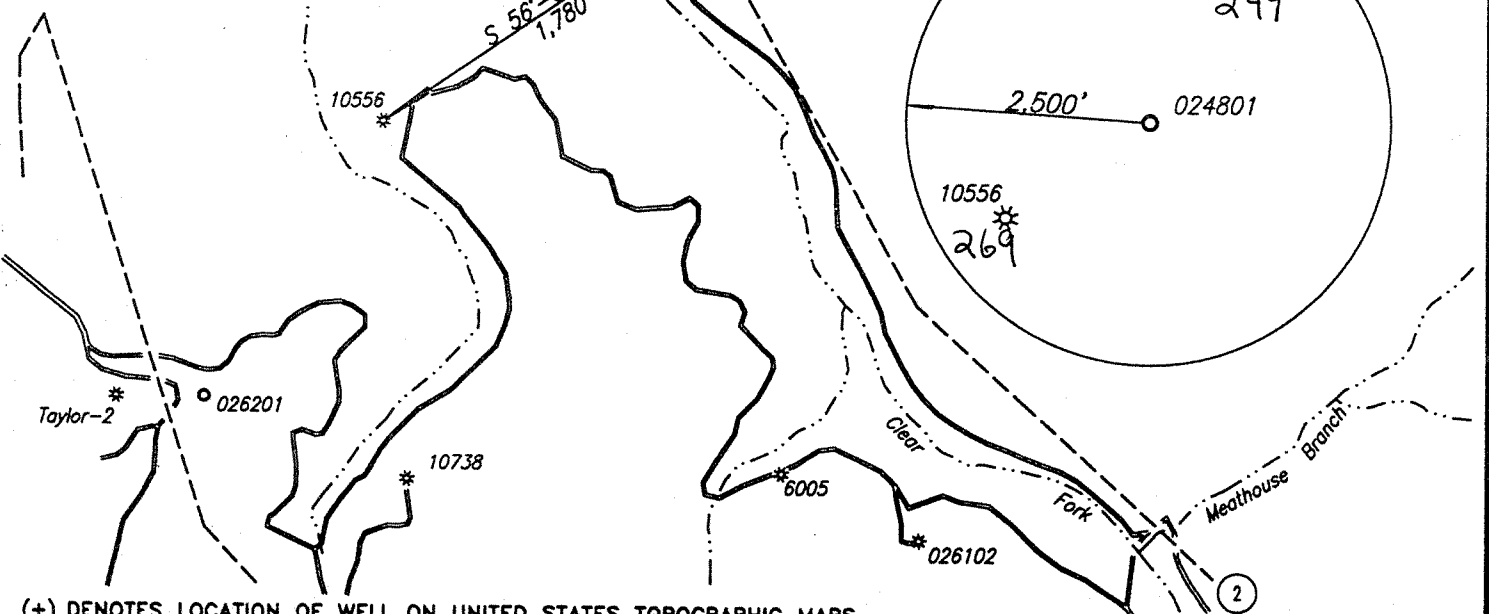 S 56°
1,780
297
10556
2,500'
024801
10556
269
Taylor-2
026201
10738
Clear
Fork
6005
026102
Meathouse
Branch
2
(+) DENOTES LOCATION OF WELL ON UNITED STATES TOPOGRAPHIC MAPS